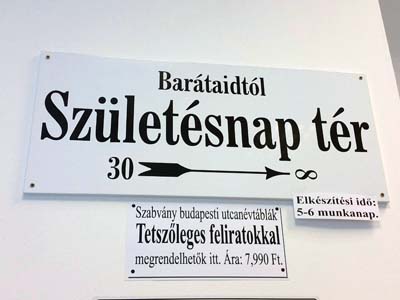 Barátaidtól
Születésnap tér
30 ∞
Elkészítési idő:
5-6 munkanap.
Szabvány budapesti utcanévtáblák
Tetszőleges feliratokkal
megrendelhetők itt. Ára: 7,990 Ft.